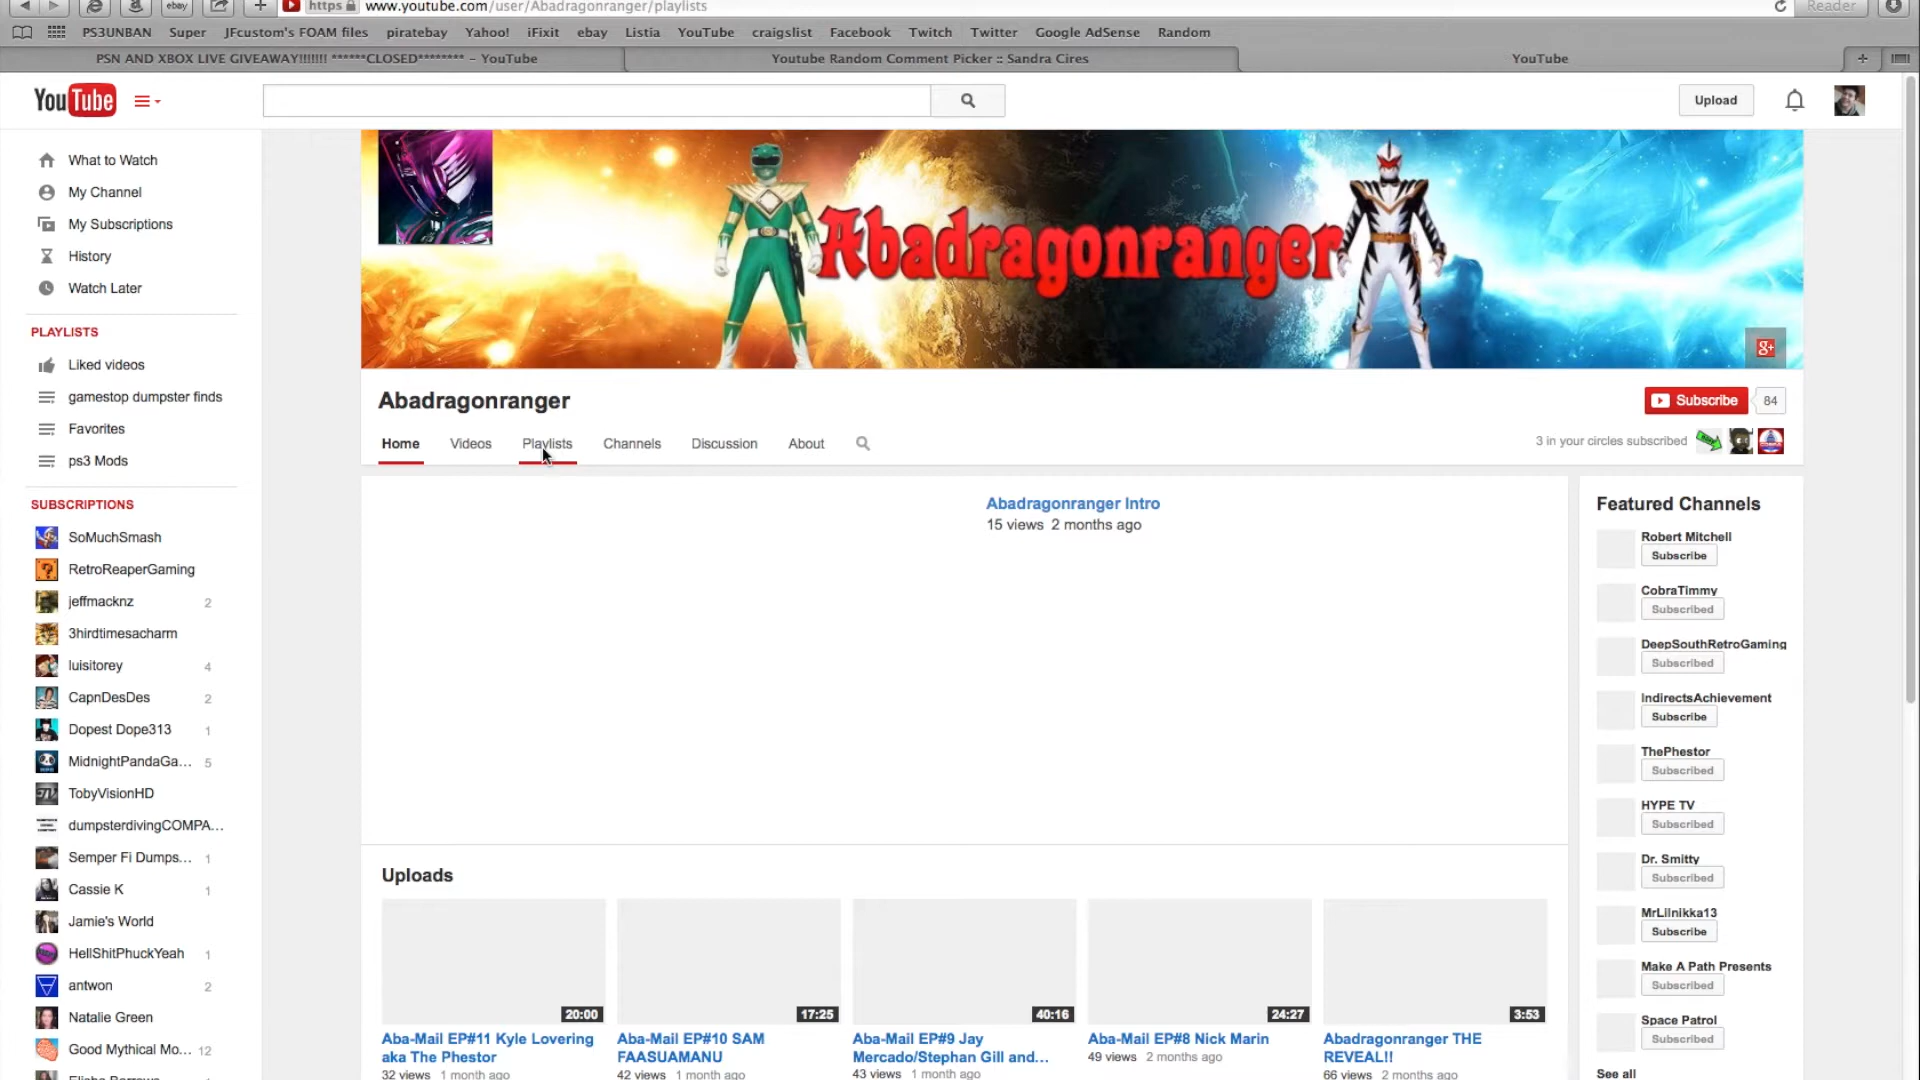 https www.youtube.com/user/Abadragonranger/playlists
Reader
PS3UNBAN Super JFcustom's FOAM files piratebay Yahoo! iFixit ebay Listia YouTube craigslist Facebook Twitch Twitter Google AdSense Random
PSN AND XBOX LIVE GIVEAWAY!!!!!!! ******CLOSED******** – YouTube
Youtube Random Comment Picker :: Sandra Cires
YouTube
YouTube
Upload
What to Watch
My Channel
My Subscriptions
History
Watch Later
PLAYLISTS
Liked videos
gamestop dumpster finds
Favorites
ps3 Mods
SUBSCRIPTIONS
SoMuchSmash
RetroReaperGaming
jeffmacknz 2
3hirdtimesacharm
luisitorey 4
CapnDesDes 2
Dopest Dope313 1
MidnightPandaGa... 5
TobyVisionHD
dumpsterdivingCOMPA...
Semper Fi Dumps... 1
Cassie K 1
Jamie's World
HellShitPhuckYeah 1
antwon 2
Natalie Green
Good Mythical Mo... 12
Abadragonranger
g+
Abadragonranger
Subscribe 84
Home Videos Playlists Channels Discussion About
3 in your circles subscribed
Abadragonranger Intro
15 views 2 months ago
Uploads
20:00
Aba-Mail EP#11 Kyle Lovering
aka The Phestor
32 views 1 month ago
17:25
Aba-Mail EP#10 SAM
FAASUAMANU
42 views 1 month ago
40:16
Aba-Mail EP#9 Jay
Mercado/Stephan Gill and...
43 views 1 month ago
24:27
Aba-Mail EP#8 Nick Marin
49 views 2 months ago
3:53
Abadragonranger THE
REVEAL!!
66 views 2 months ago
Featured Channels
Robert Mitchell
Subscribe
CobraTimmy
Subscribed
DeepSouthRetroGaming
Subscribed
IndirectsAchievement
Subscribe
ThePhestor
Subscribed
HYPE TV
Subscribed
Dr. Smitty
Subscribed
MrLilnikka13
Subscribe
Make A Path Presents
Subscribed
Space Patrol
Subscribed
See all